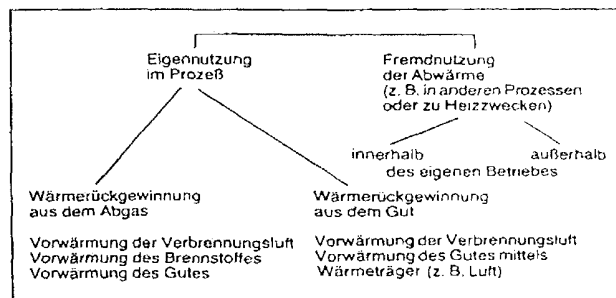 Eigennutzung
im Prozeß
Fremdnutzung
der Abwärme
(z. B. in anderen Prozessen
oder zu Heizzwecken)
innerhalb
außerhalb
des eigenen Betriebes
Wärmerückgewinnung
aus dem Abgas
Vorwärmung der Verbrennungsluft
Vorwärmung des Brennstoffes
Vorwärmung des Gutes
Wärmerückgewinnung
aus dem Gut
Vorwärmung der Verbrennungsluft
Vorwärmung des Gutes mittels
Wärmeträger (z. B. Luft)